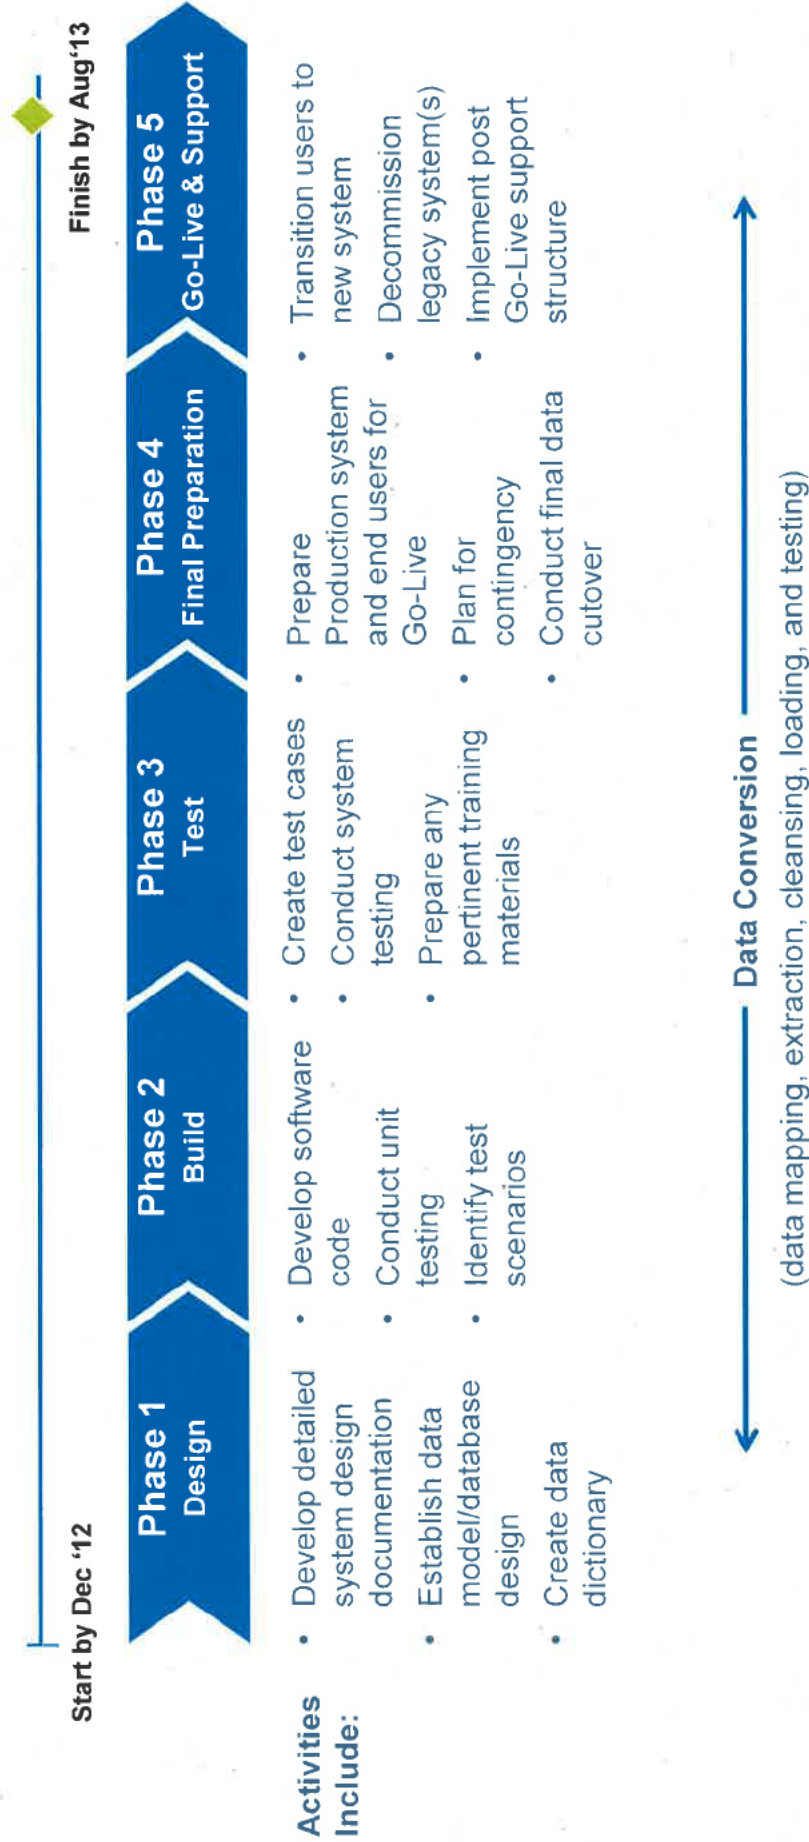 Start by Dec ‘12
Finish by Aug‘13
Phase 1
Design
Phase 2
Build
Phase 3
Test
Phase 4
Final Preparation
Phase 5
Go-Live & Support
Activities
Include:
• Develop detailed
system design
documentation
• Establish data
model/database
design
• Create data
dictionary
• Develop software
code
• Conduct unit
testing
• Identify test
scenarios
• Create test cases
• Conduct system
testing
• Prepare any
pertinent training
materials
• Prepare
Production system
and end users for
Go-Live
• Plan for
contingency
• Conduct final data
cutover
• Transition users to
new system
• Decommission
legacy system(s)
• Implement post
Go-Live support
structure
Data Conversion
(data mapping, extraction, cleansing, loading, and testing)